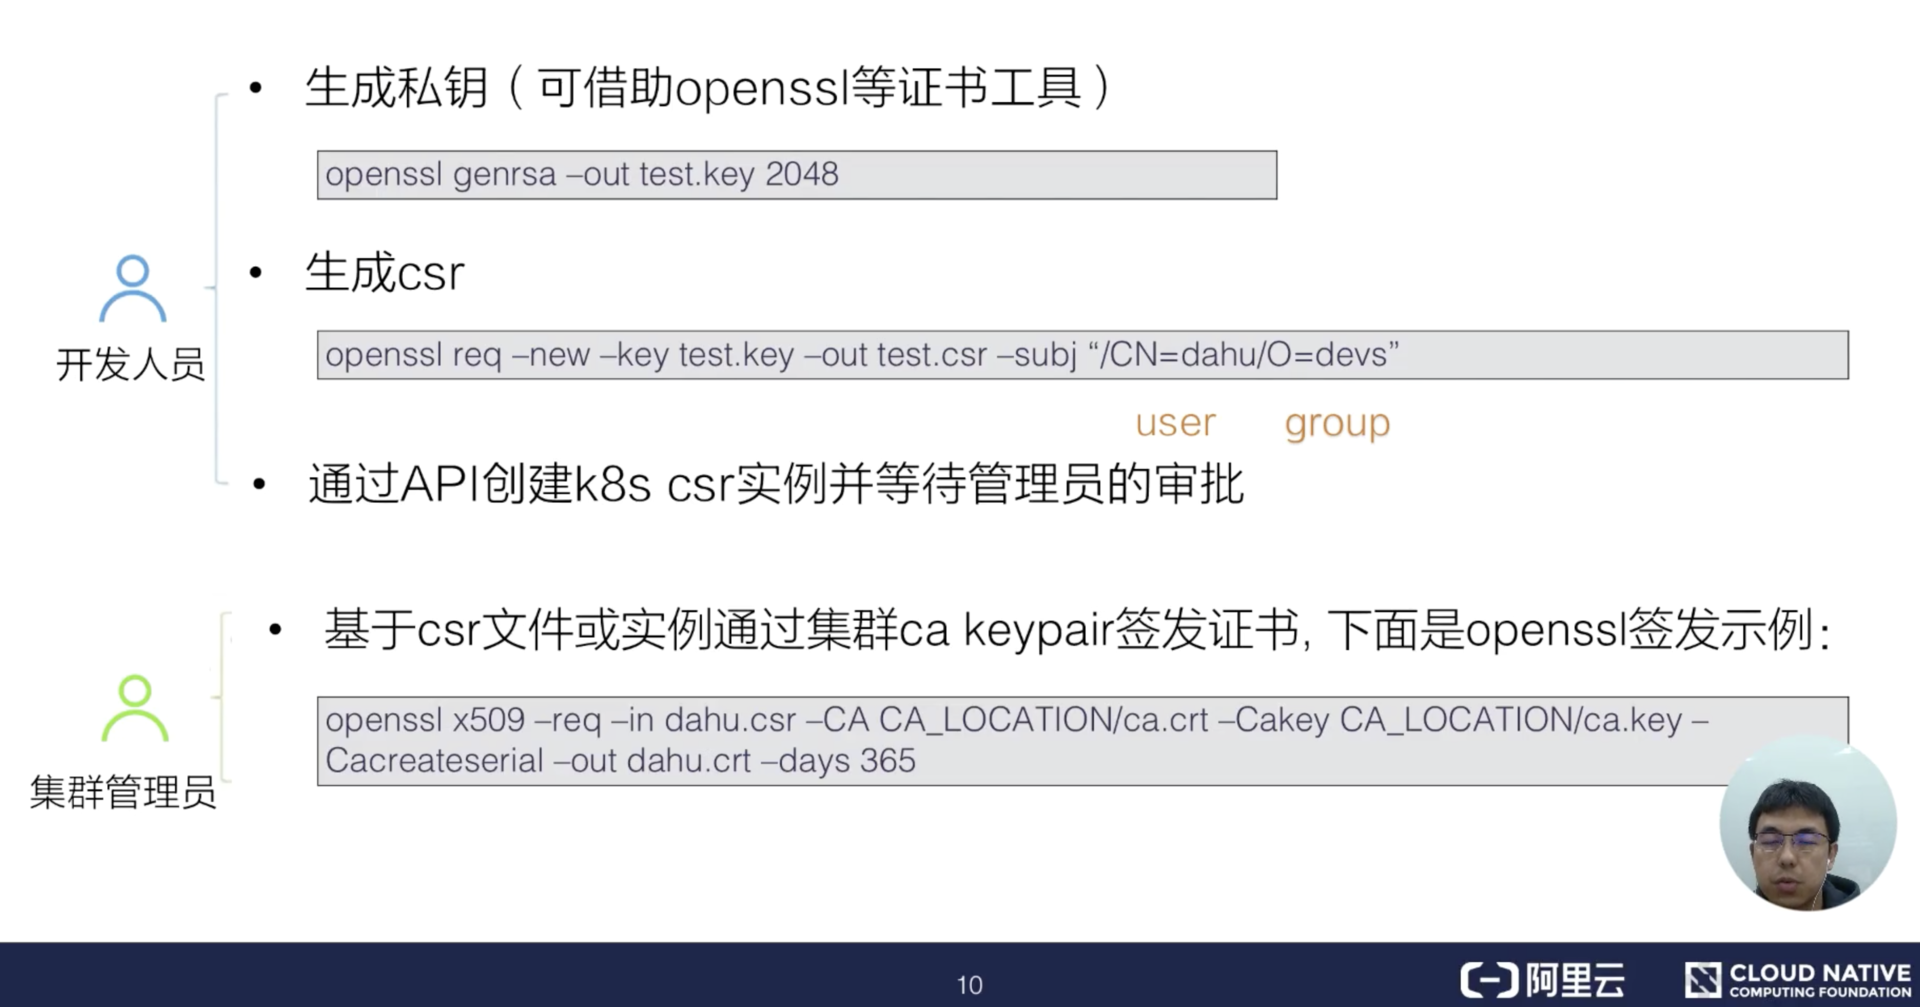 • 生成私钥（可借助openssl等证书工具）
openssl genrsa –out test.key 2048
• 生成csr
openssl req –new –key test.key –out test.csr –subj “/CN=dahu/O=devs”
user group
开发人员
• 通过API创建k8s csr实例并等待管理员的审批
• 基于csr文件或实例通过集群ca keypair签发证书, 下面是openssl签发示例：
openssl x509 –req –in dahu.csr –CA CA_LOCATION/ca.crt –Cakey CA_LOCATION/ca.key –
Cacreateserial –out dahu.crt –days 365
集群管理员
10
阿里云
CLOUD NATIVE
COMPUTING FOUNDATION